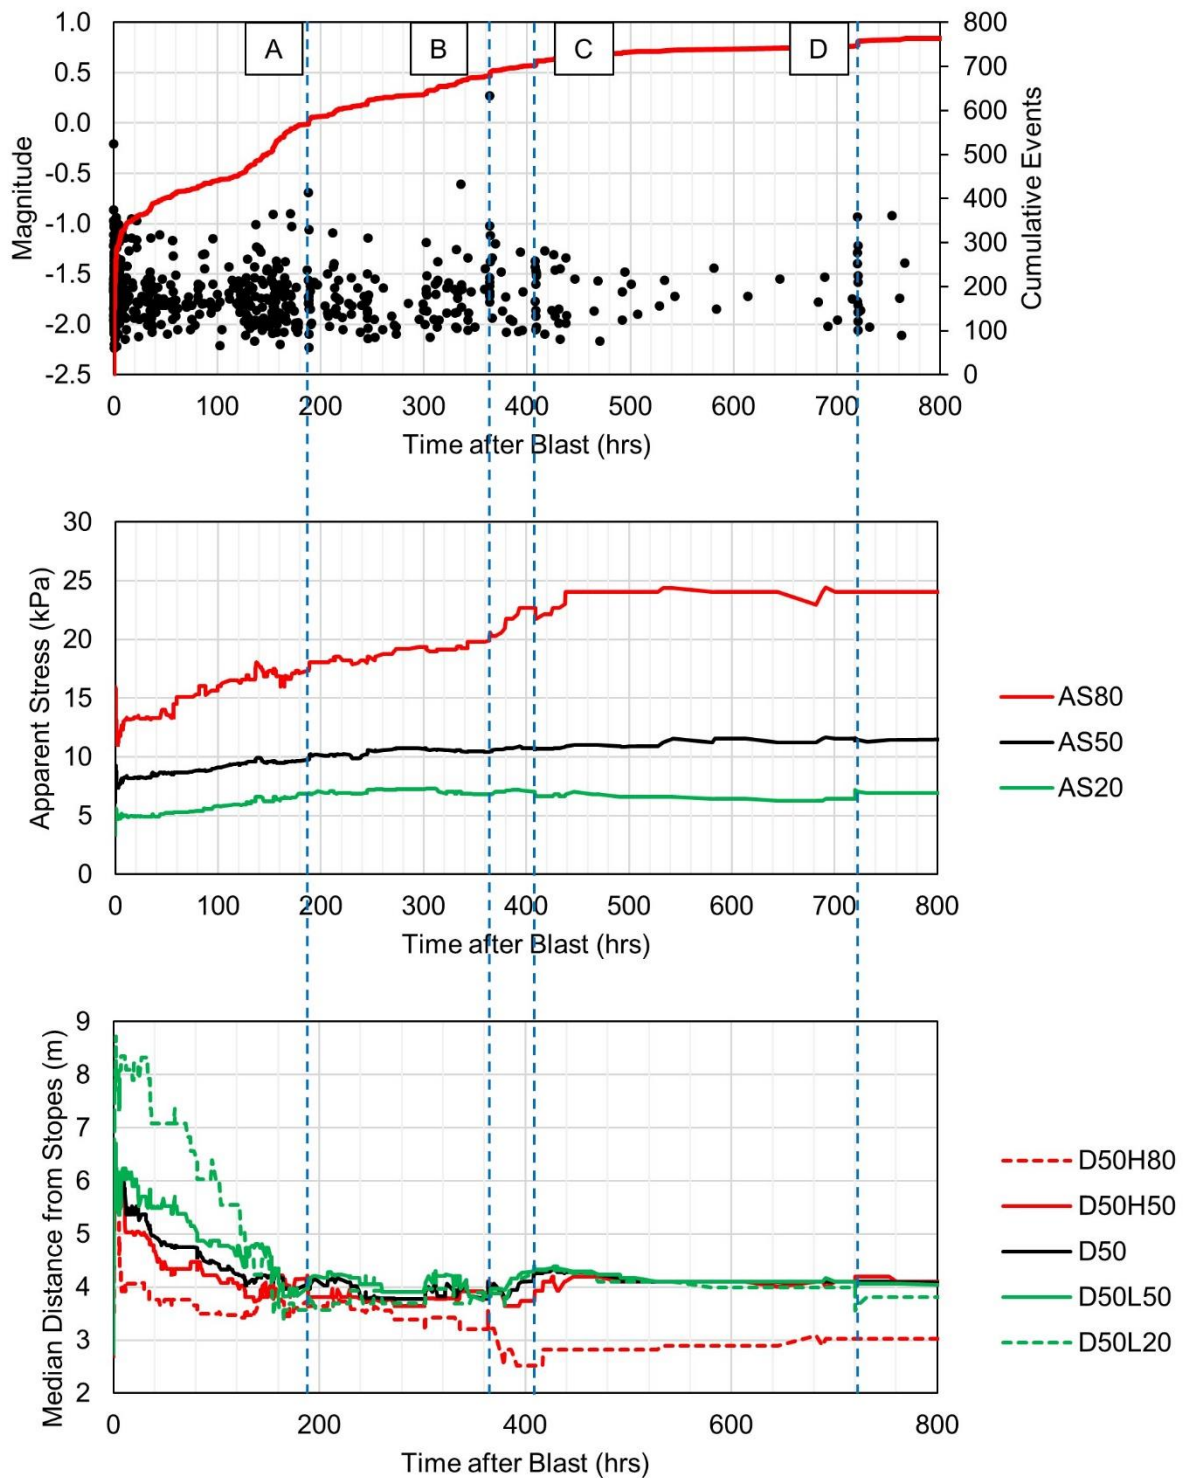 1.0
0.5
0.0
-0.5
-1.0
-1.5
-2.0
-2.5
Magnitude
A
B
C
D
800
700
600
500
400
300
200
100
0
Cumulative Events
0 100 200 300 400 500 600 700 800
Time after Blast (hrs)
30
25
20
15
10
5
0
Apparent Stress (kPa)
AS80
AS50
AS20
0 100 200 300 400 500 600 700 800
Time after Blast (hrs)
9
8
7
6
5
4
3
2
Median Distance from Stopes (m)
D50H80
D50H50
D50
D50L50
D50L20
0 200 400 600 800
Time after Blast (hrs)